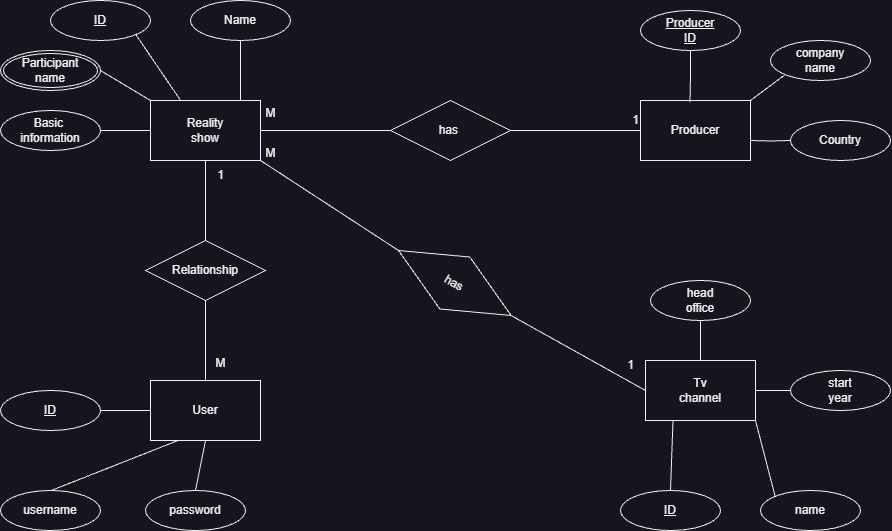 ID
Name
Producer
ID
Participant
name
company
name
Basic
information
Reality
show
M
has
1
Producer
Country
M
1
Relationship
has
head
office
M
1
Tv
channel
start
year
ID
User
username
password
ID
name